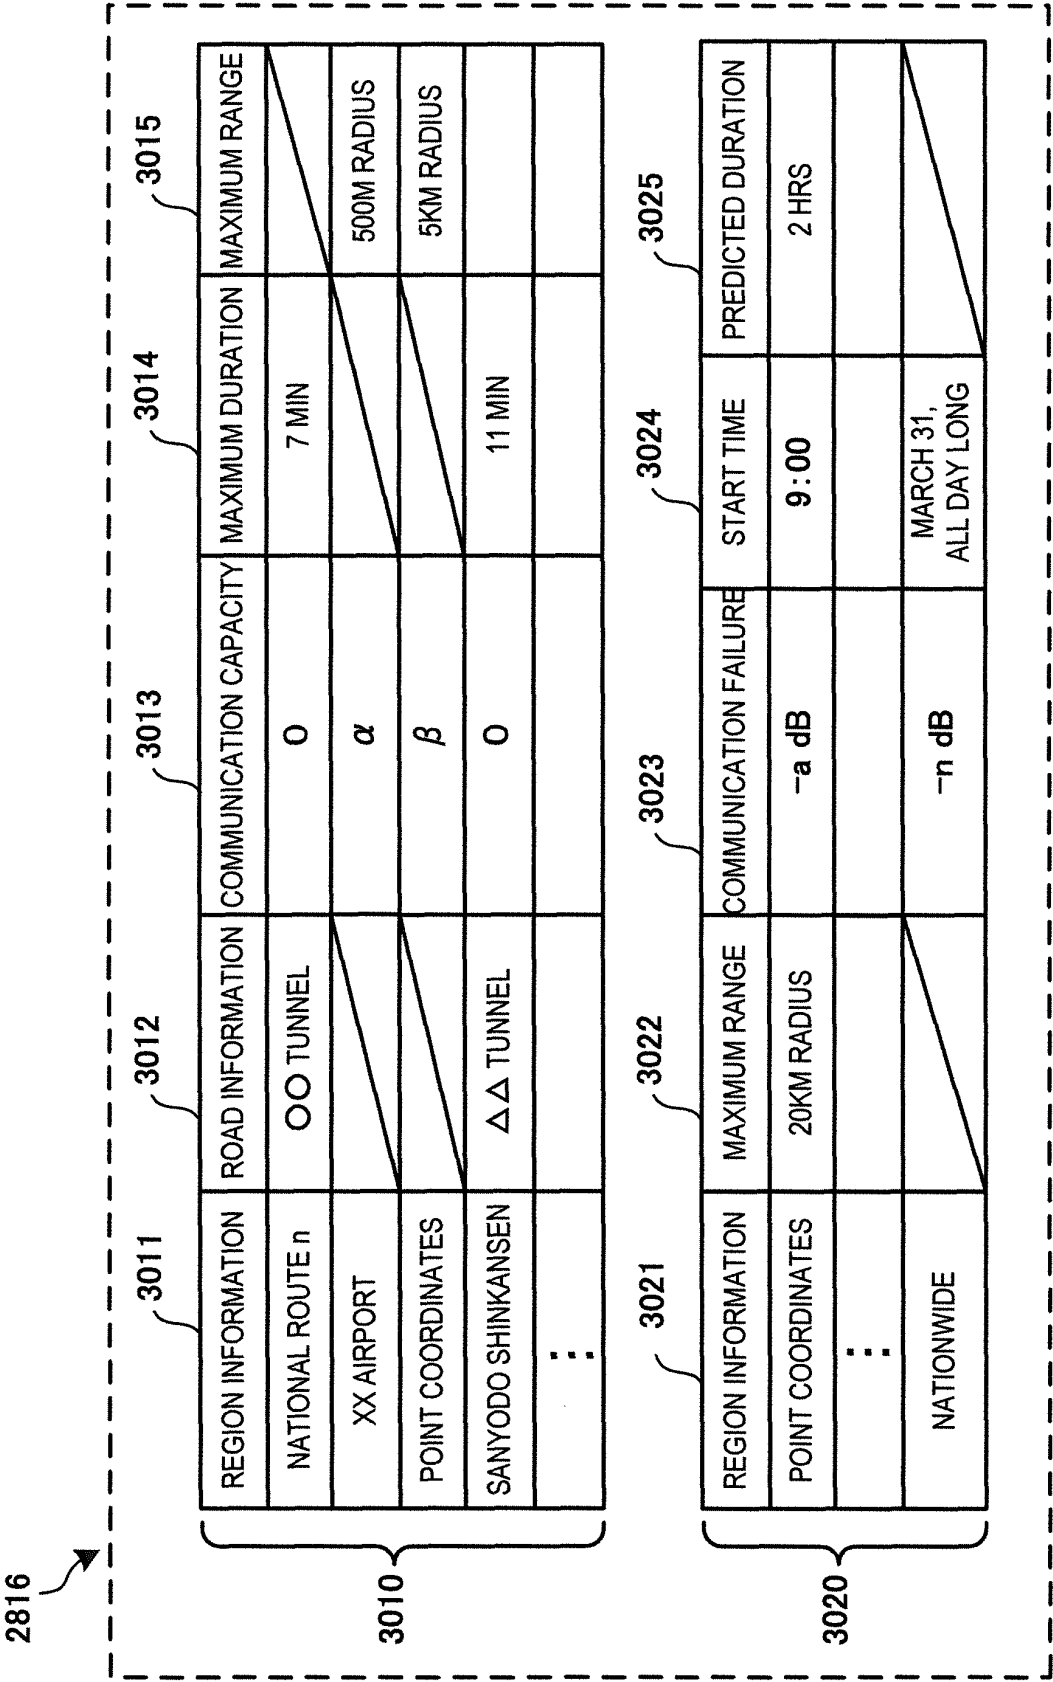 2816
3011 3012 3013 3014 3015
REGION INFORMATION ROAD INFORMATION COMMUNICATION CAPACITY MAXIMUM DURATION MAXIMUM RANGE
NATIONAL ROUTE n ○○ TUNNEL 0 7 MIN
XX AIRPORT α 500M RADIUS
POINT COORDINATES β 5KM RADIUS
SANYODO SHINKANSEN △△ TUNNEL 0 11 MIN
⋮
3010
3021 3022 3023 3024 3025
REGION INFORMATION MAXIMUM RANGE COMMUNICATION FAILURE START TIME PREDICTED DURATION
POINT COORDINATES 20KM RADIUS −a dB 9:00 2 HRS
⋮
NATIONWIDE −n dB MARCH 31,
ALL DAY LONG
3020